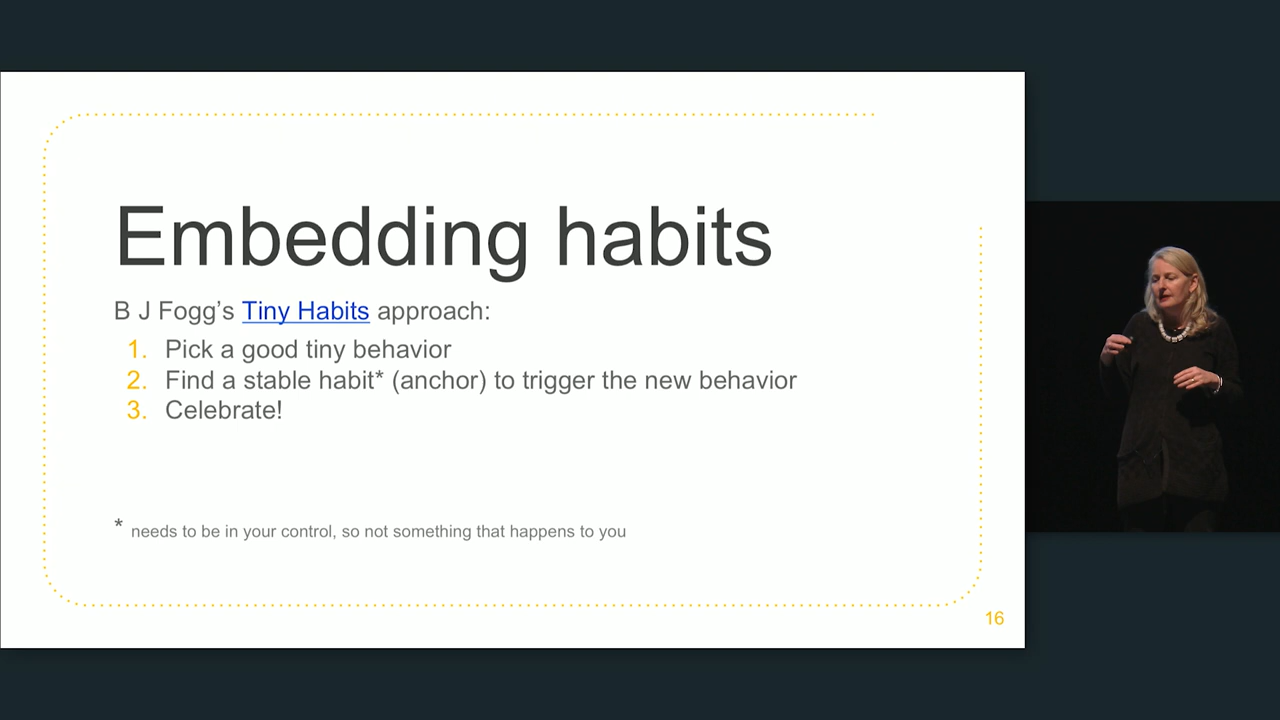 Embedding habits
B J Fogg’s Tiny Habits approach:
1. Pick a good tiny behavior
2. Find a stable habit* (anchor) to trigger the new behavior
3. Celebrate!
* needs to be in your control, so not something that happens to you
16